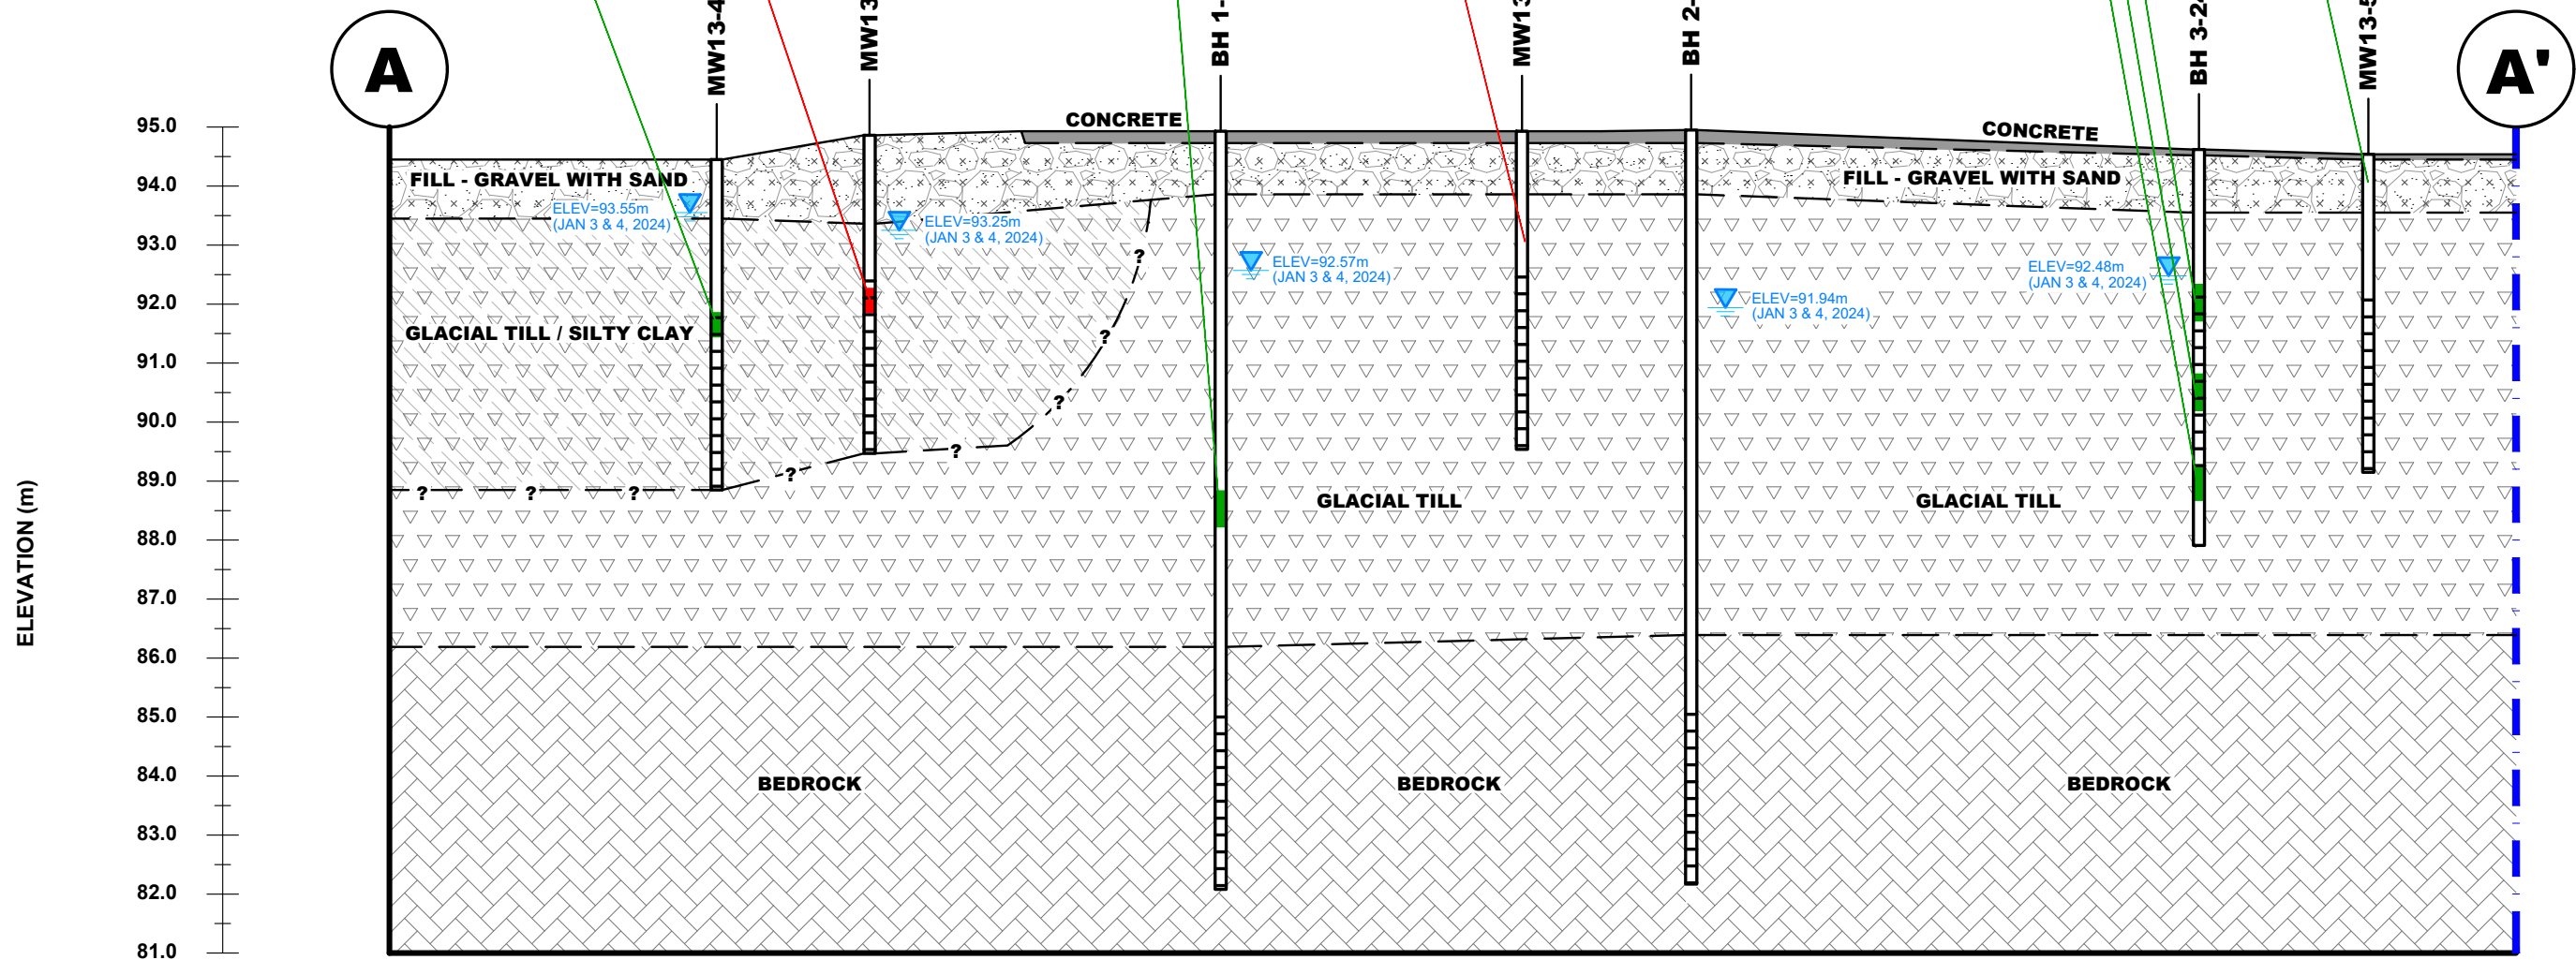 A
MW13-4
MW13
BH 1-
MW13
BH 2-
BH 3-24
MW13-5
A'
CONCRETE
CONCRETE
95.0
94.0
93.0
92.0
91.0
90.0
89.0
88.0
87.0
86.0
85.0
84.0
83.0
82.0
81.0
ELEVATION (m)
FILL - GRAVEL WITH SAND
FILL - GRAVEL WITH SAND
ELEV=93.55m
(JAN 3 & 4, 2024)
ELEV=93.25m
(JAN 3 & 4, 2024)
ELEV=92.57m
(JAN 3 & 4, 2024)
ELEV=91.94m
(JAN 3 & 4, 2024)
ELEV=92.48m
(JAN 3 & 4, 2024)
GLACIAL TILL / SILTY CLAY
?
?
?
?
?
?
?
?
GLACIAL TILL
GLACIAL TILL
BEDROCK
BEDROCK
BEDROCK